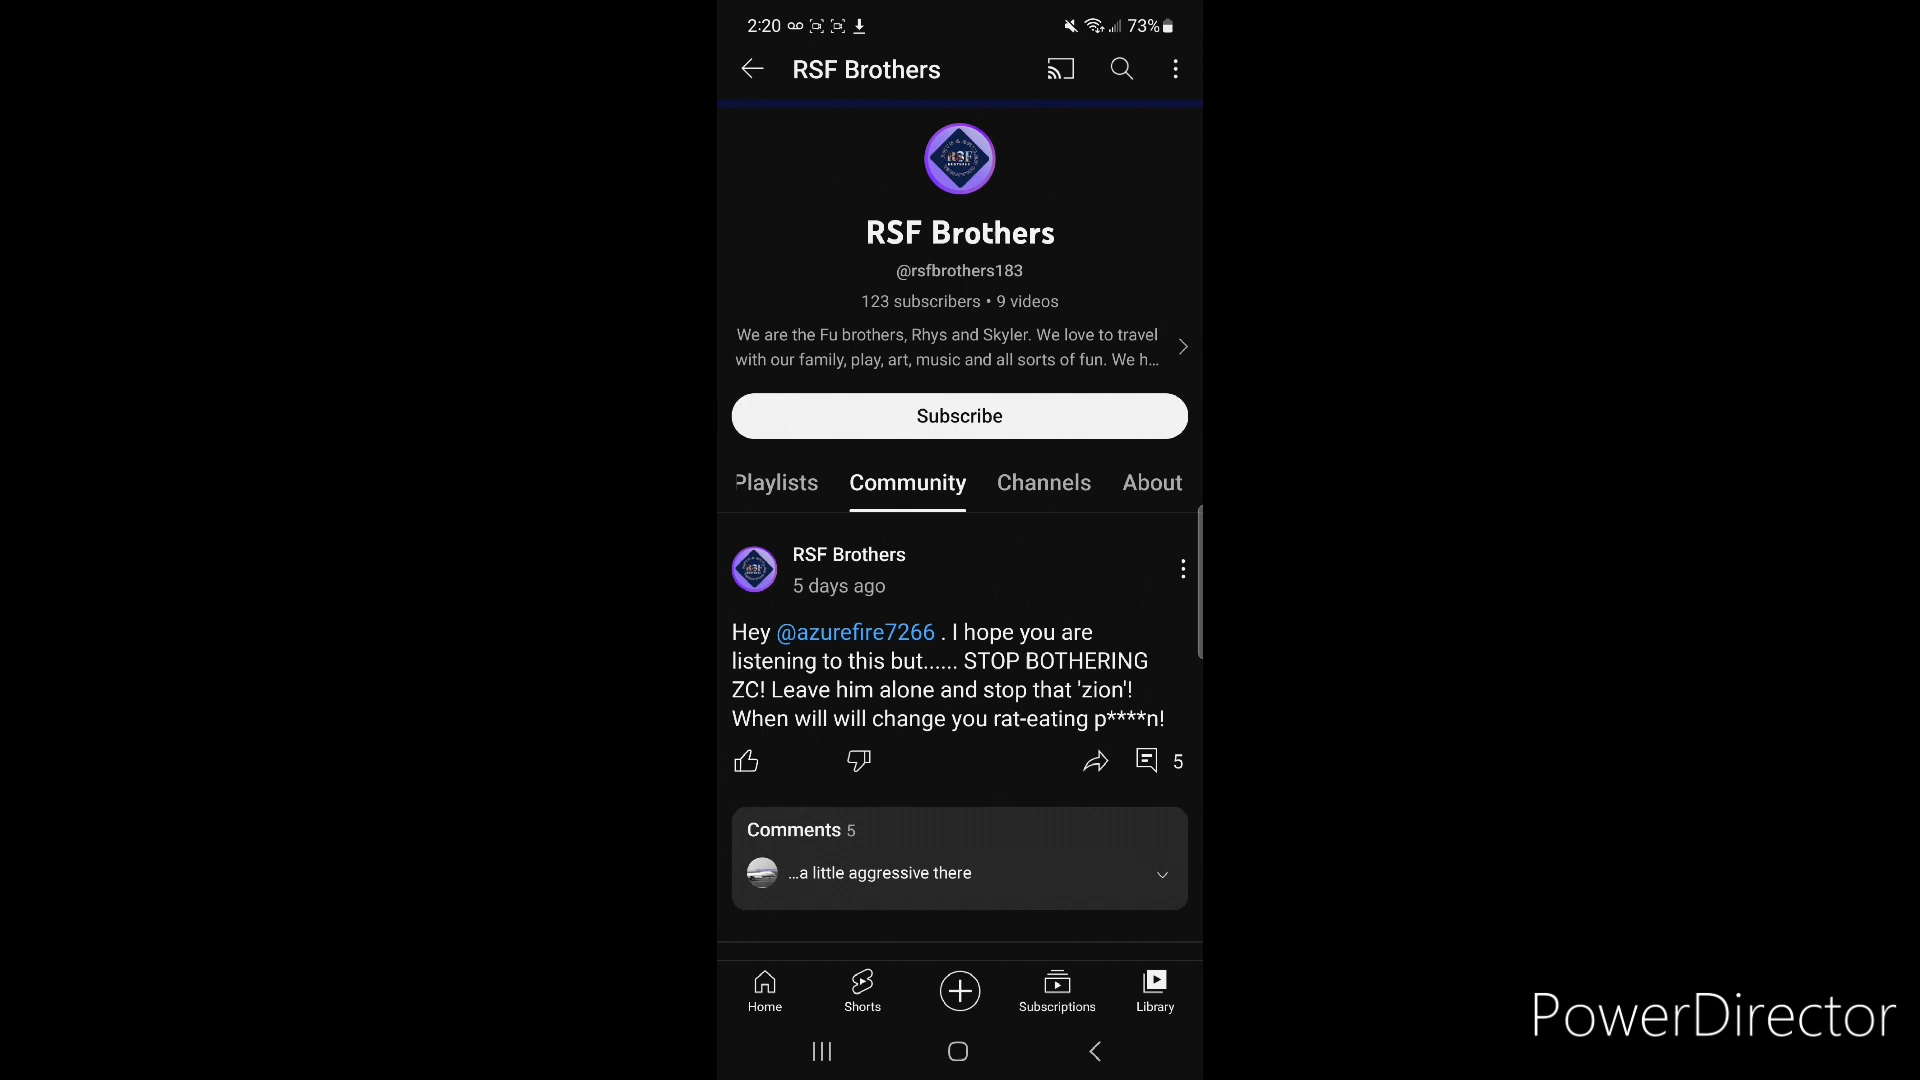 2:20
73%
RSF Brothers
RSF
BROTHERS
RSF Brothers
@rsfbrothers183
123 subscribers • 9 videos
We are the Fu brothers, Rhys and Skyler. We love to travel
with our family, play, art, music and all sorts of fun. We h...
Subscribe
Playlists Community Channels About
RSF Brothers
5 days ago
Hey @azurefire7266 . I hope you are
listening to this but...... STOP BOTHERING
ZC! Leave him alone and stop that 'zion'!
When will will change you rat-eating p****n!
5
Comments 5
...a little aggressive there
Home Shorts Subscriptions Library
PowerDirector